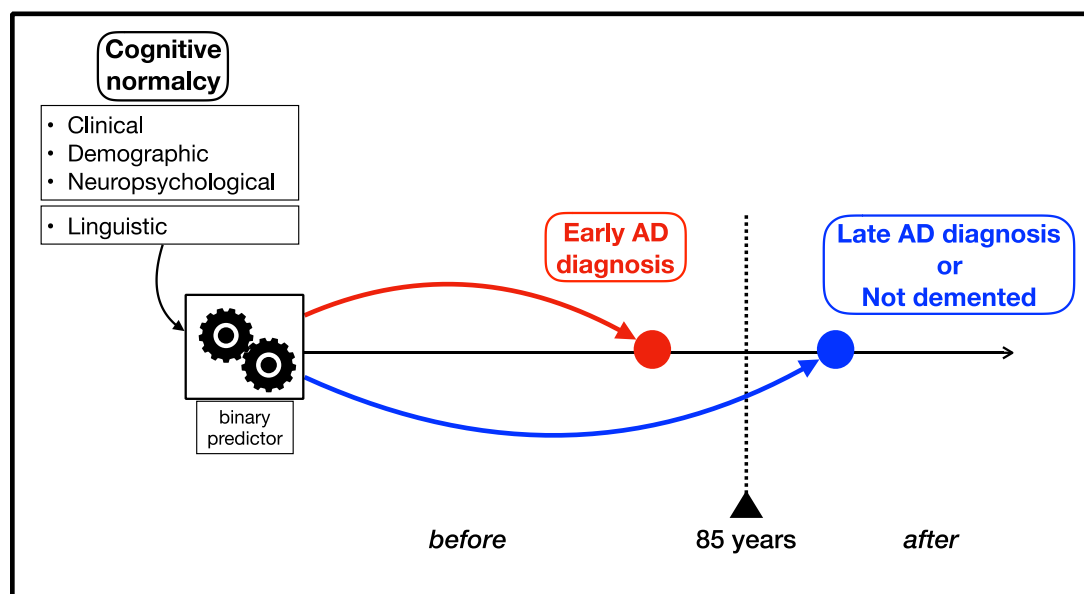 Cognitive
normalcy
• Clinical
• Demographic
• Neuropsychological
• Linguistic
Early AD
diagnosis
Late AD diagnosis
or
Not demented
binary
predictor
before
85 years
after